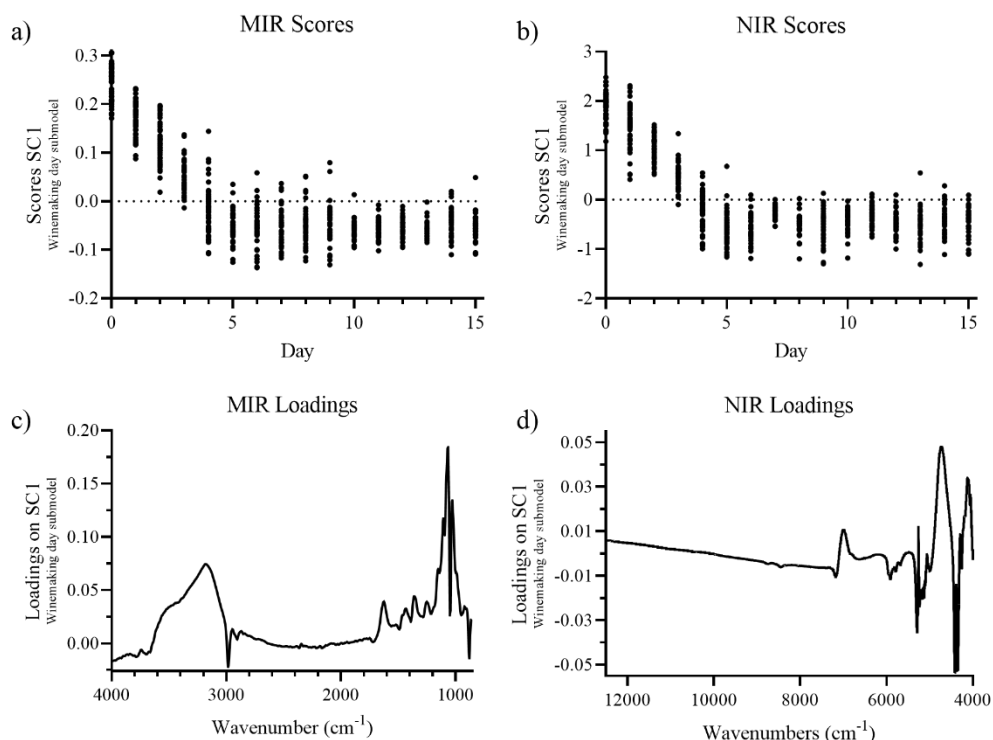 a)
MIR Scores
Scores SC1
Winemaking day submodel
0.3
0.2
0.1
0.0
-0.1
-0.2
0
5
10
15
Day
b)
NIR Scores
Scores SC1
Winemaking day submodel
3
2
1
0
-1
-2
0
5
10
15
Day
c)
MIR Loadings
Loadings on SC1
Winemaking day submodel
0.20
0.15
0.10
0.05
0.00
4000
3000
2000
1000
Wavenumber (cm-1)
d)
NIR Loadings
Loadings on SC1
Winemaking day submodel
0.05
0.03
0.01
-0.01
-0.03
-0.05
12000
10000
8000
6000
4000
Wavenumbers (cm-1)